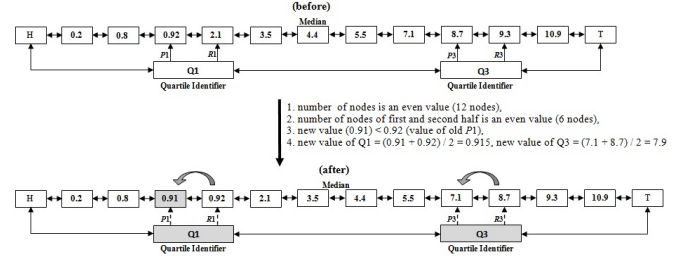 (before)
Median
H 0.2 0.8 0.92 2.1 3.5 4.4 5.5 7.1 8.7 9.3 10.9 T
P1 R1 P3 R3
Q1 Q3
Quartile Identifier Quartile Identifier
1. number of nodes is an even value (12 nodes),
2. number of nodes of first and second half is an even value (6 nodes),
3. new value (0.91) < 0.92 (value of old P1),
4. new value of Q1 = (0.91 + 0.92) / 2 = 0.915, new value of Q3 = (7.1 + 8.7) / 2 = 7.9
(after)
Median
H 0.2 0.8 0.91 0.92 2.1 3.5 4.4 5.5 7.1 8.7 9.3 10.9 T
P1 R1 P3 R3
Q1 Q3
Quartile Identifier Quartile Identifier